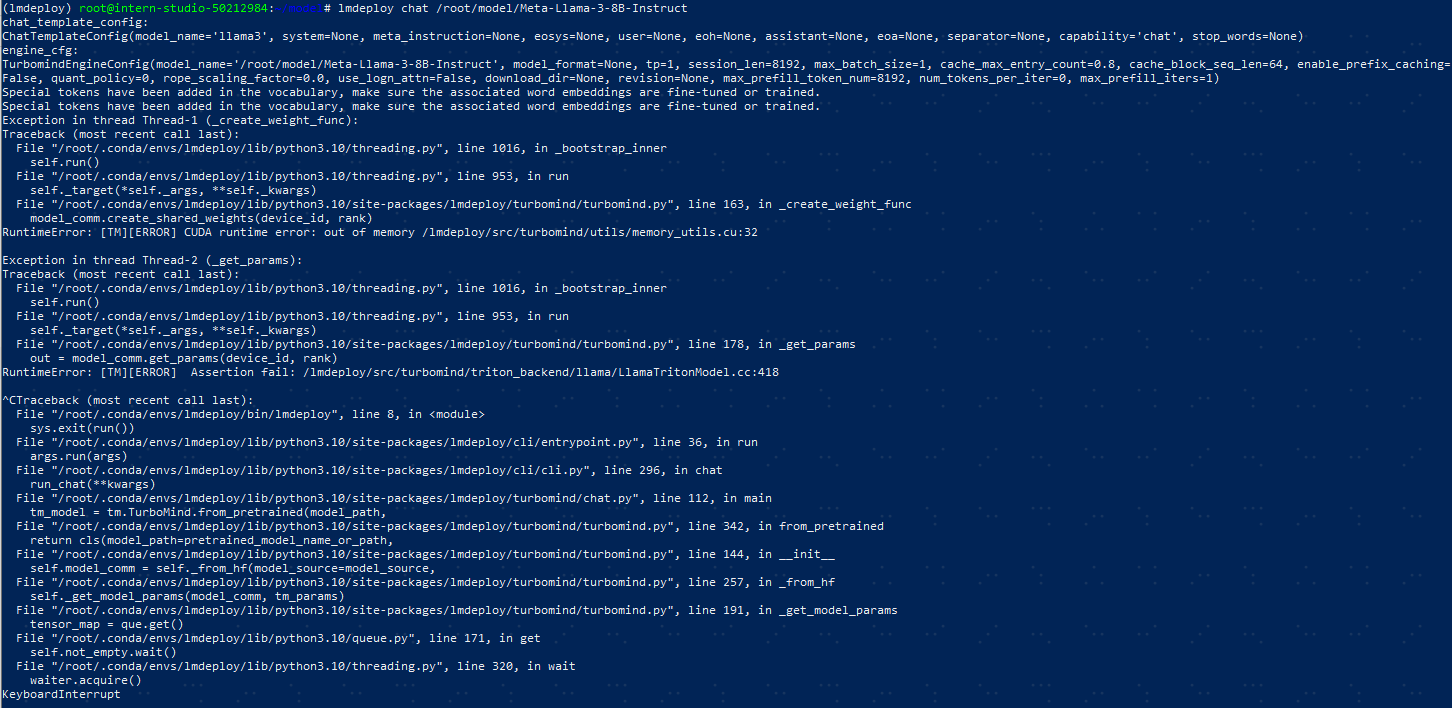 (lmdeploy) root@intern-studio-50212984:~/model# lmdeploy chat /root/model/Meta-Llama-3-8B-Instruct
chat_template_config:
ChatTemplateConfig(model_name='llama3', system=None, meta_instruction=None, eosys=None, user=None, eoh=None, assistant=None, eoa=None, separator=None, capability='chat', stop_words=None)
engine_cfg:
TurbomindEngineConfig(model_name='/root/model/Meta-Llama-3-8B-Instruct', model_format=None, tp=1, session_len=8192, max_batch_size=1, cache_max_entry_count=0.8, cache_block_seq_len=64, enable_prefix_caching=
False, quant_policy=0, rope_scaling_factor=0.0, use_logn_attn=False, download_dir=None, revision=None, max_prefill_token_num=8192, num_tokens_per_iter=0, max_prefill_iters=1)
Special tokens have been added in the vocabulary, make sure the associated word embeddings are fine-tuned or trained.
Special tokens have been added in the vocabulary, make sure the associated word embeddings are fine-tuned or trained.
Exception in thread Thread-1 (_create_weight_func):
Traceback (most recent call last):
  File "/root/.conda/envs/lmdeploy/lib/python3.10/threading.py", line 1016, in _bootstrap_inner
    self.run()
  File "/root/.conda/envs/lmdeploy/lib/python3.10/threading.py", line 953, in run
    self._target(*self._args, **self._kwargs)
  File "/root/.conda/envs/lmdeploy/lib/python3.10/site-packages/lmdeploy/turbomind/turbomind.py", line 163, in _create_weight_func
    model_comm.create_shared_weights(device_id, rank)
RuntimeError: [TM][ERROR] CUDA runtime error: out of memory /lmdeploy/src/turbomind/utils/memory_utils.cu:32

Exception in thread Thread-2 (_get_params):
Traceback (most recent call last):
  File "/root/.conda/envs/lmdeploy/lib/python3.10/threading.py", line 1016, in _bootstrap_inner
    self.run()
  File "/root/.conda/envs/lmdeploy/lib/python3.10/threading.py", line 953, in run
    self._target(*self._args, **self._kwargs)
  File "/root/.conda/envs/lmdeploy/lib/python3.10/site-packages/lmdeploy/turbomind/turbomind.py", line 178, in _get_params
    out = model_comm.get_params(device_id, rank)
RuntimeError: [TM][ERROR]  Assertion fail: /lmdeploy/src/turbomind/triton_backend/llama/LlamaTritonModel.cc:418

^CTraceback (most recent call last):
  File "/root/.conda/envs/lmdeploy/bin/lmdeploy", line 8, in <module>
    sys.exit(run())
  File "/root/.conda/envs/lmdeploy/lib/python3.10/site-packages/lmdeploy/cli/entrypoint.py", line 36, in run
    args.run(args)
  File "/root/.conda/envs/lmdeploy/lib/python3.10/site-packages/lmdeploy/cli/cli.py", line 296, in chat
    run_chat(**kwargs)
  File "/root/.conda/envs/lmdeploy/lib/python3.10/site-packages/lmdeploy/turbomind/chat.py", line 112, in main
    tm_model = tm.TurboMind.from_pretrained(model_path,
  File "/root/.conda/envs/lmdeploy/lib/python3.10/site-packages/lmdeploy/turbomind/turbomind.py", line 342, in from_pretrained
    return cls(model_path=pretrained_model_name_or_path,
  File "/root/.conda/envs/lmdeploy/lib/python3.10/site-packages/lmdeploy/turbomind/turbomind.py", line 144, in __init__
    self.model_comm = self._from_hf(model_source=model_source,
  File "/root/.conda/envs/lmdeploy/lib/python3.10/site-packages/lmdeploy/turbomind/turbomind.py", line 257, in _from_hf
    self._get_model_params(model_comm, tm_params)
  File "/root/.conda/envs/lmdeploy/lib/python3.10/site-packages/lmdeploy/turbomind/turbomind.py", line 191, in _get_model_params
    tensor_map = que.get()
  File "/root/.conda/envs/lmdeploy/lib/python3.10/queue.py", line 171, in get
    self.not_empty.wait()
  File "/root/.conda/envs/lmdeploy/lib/python3.10/threading.py", line 320, in wait
    waiter.acquire()
KeyboardInterrupt